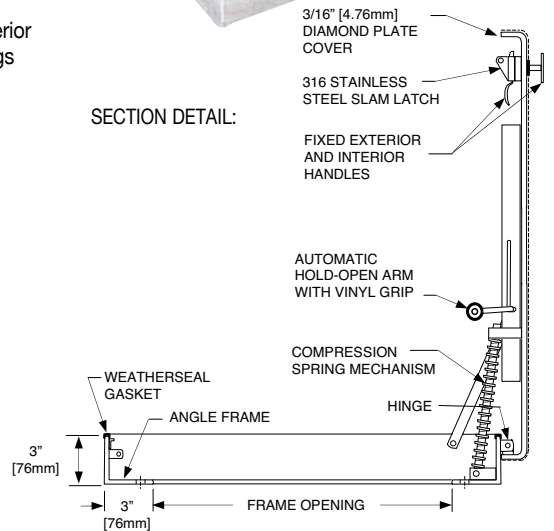 erior
gs
SECTION DETAIL:
3/16" [4.76mm]
DIAMOND PLATE
COVER
316 STAINLESS
STEEL SLAM LATCH
FIXED EXTERIOR
AND INTERIOR
HANDLES
AUTOMATIC
HOLD-OPEN ARM
WITH VINYL GRIP
COMPRESSION
SPRING MECHANISM
HINGE
WEATHERSEAL
GASKET
ANGLE FRAME
3"
[76mm]
3"
[76mm]
FRAME OPENING